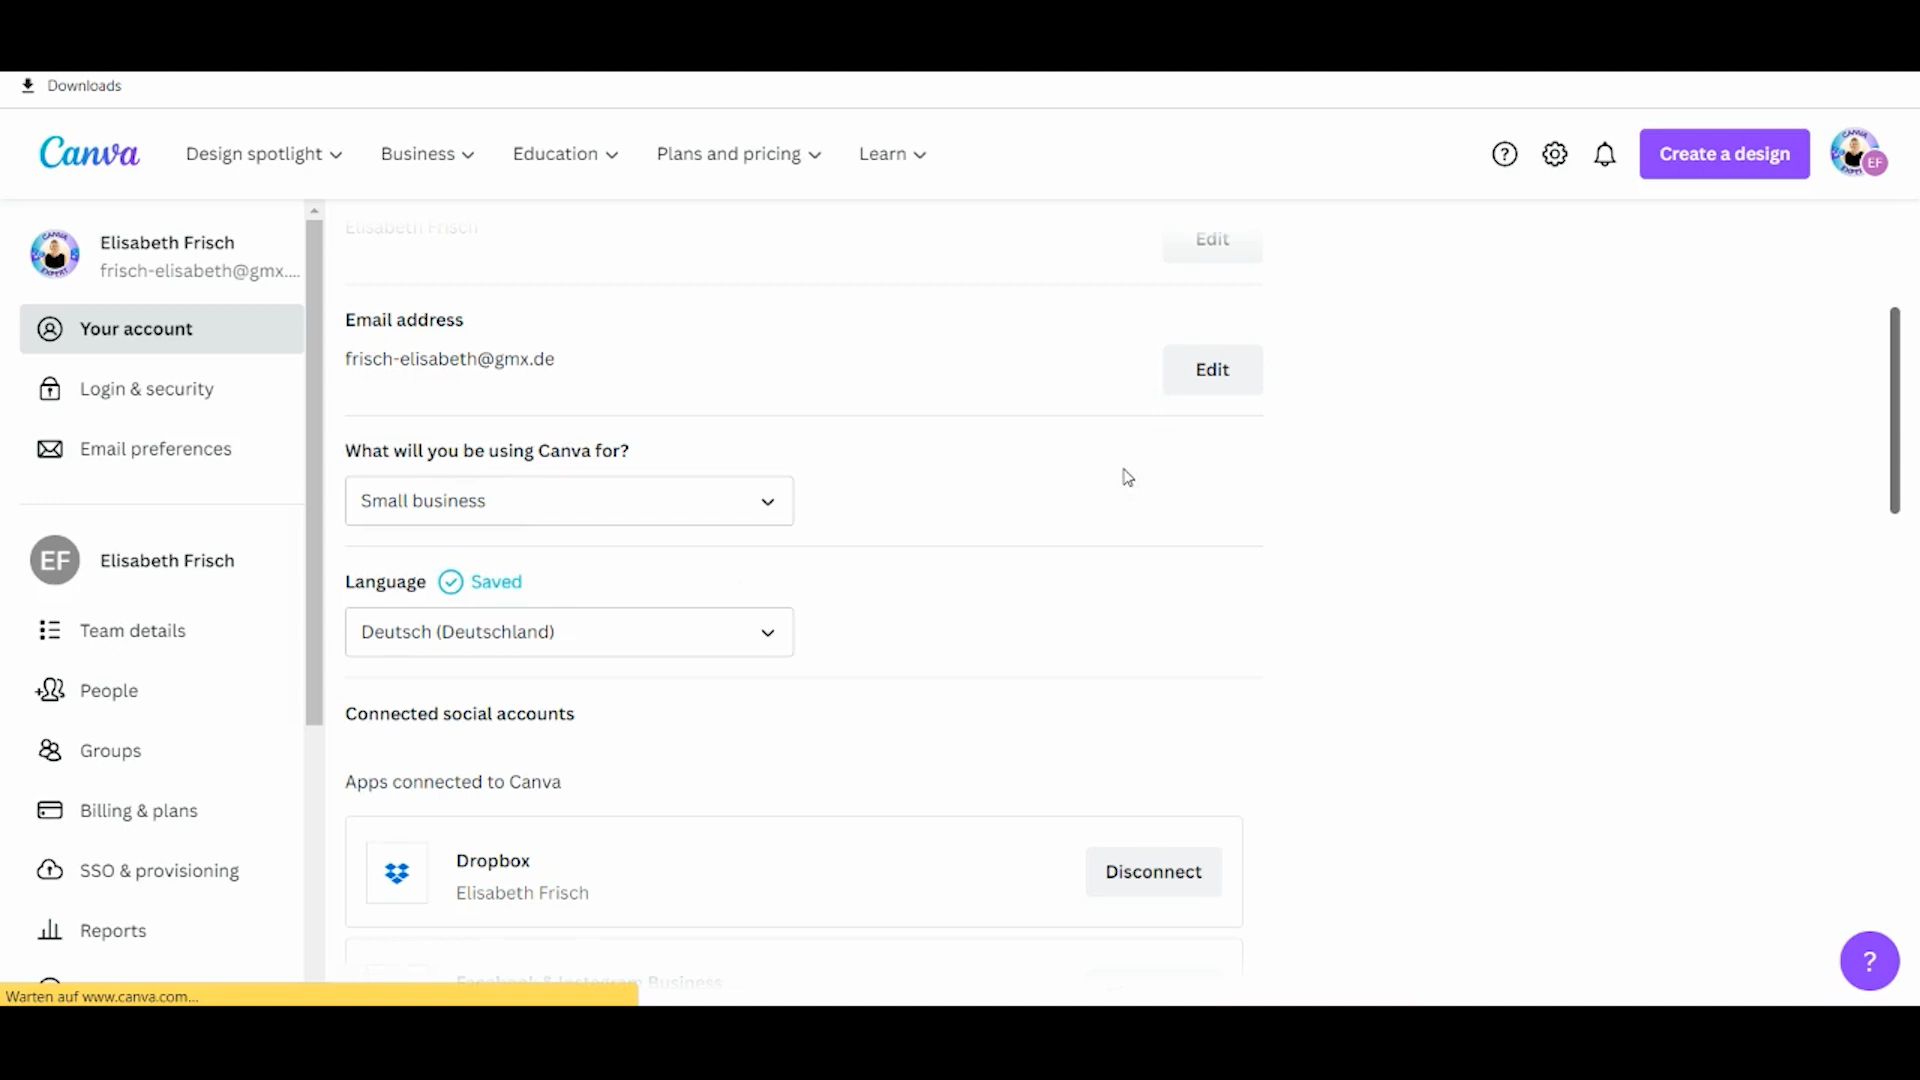 Downloads
Canva
Design spotlight
Business
Education
Plans and pricing
Learn
Create a design
EF
Elisabeth Frisch
frisch-elisabeth@gmx....
Your account
Login & security
Email preferences
EF
Elisabeth Frisch
Team details
People
Groups
Billing & plans
SSO & provisioning
Reports
Elisabeth Frisch
Edit
Email address
frisch-elisabeth@gmx.de
Edit
What will you be using Canva for?
Small business
Language
Saved
Deutsch (Deutschland)
Connected social accounts
Apps connected to Canva
Dropbox
Elisabeth Frisch
Disconnect
Facebook & Instagram Business
?
Warten auf www.canva.com...